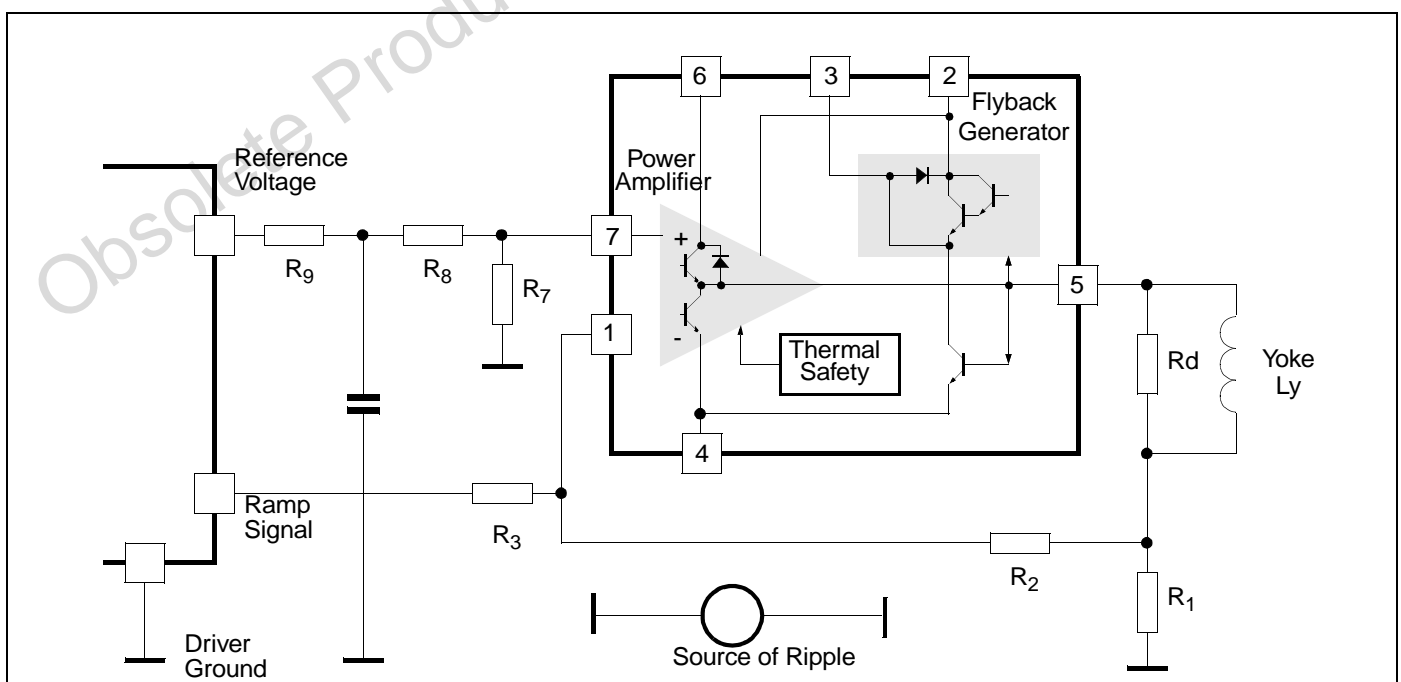 Obsolete Produ
6
3
2
Flyback
Generator
Reference
Voltage
Power
Amplifier
7
+
R9
R8
R7
1
-
5
Thermal
Safety
Rd
Yoke
Ly
4
Ramp
Signal
R3
R2
R1
Driver
Ground
Source of Ripple